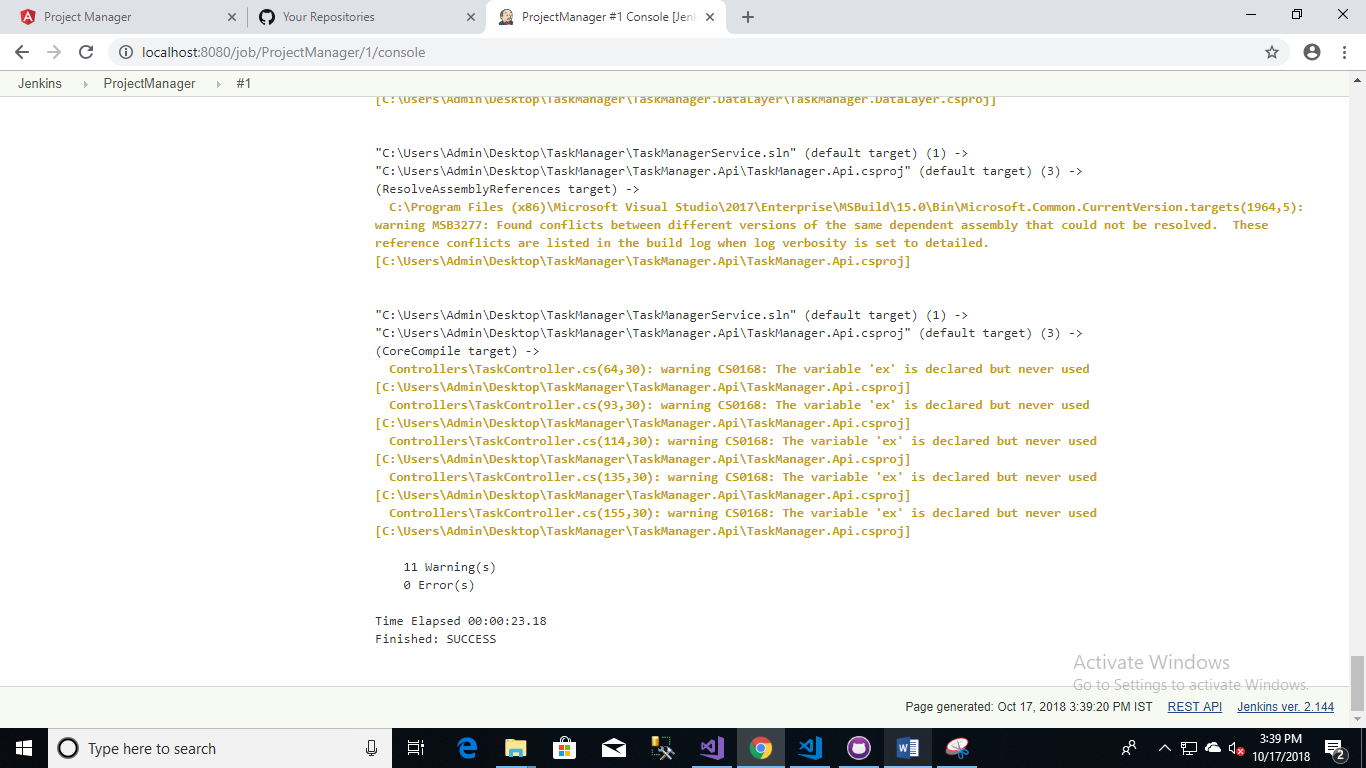 Project Manager
Your Repositories
ProjectManager #1 Console [Jenk
localhost:8080/job/ProjectManager/1/console
Jenkins ProjectManager #1
[C:\Users\Admin\Desktop\TaskManager\TaskManager.DataLayer\TaskManager.DataLayer.csproj]
"C:\Users\Admin\Desktop\TaskManager\TaskManagerService.sln" (default target) (1) ->
"C:\Users\Admin\Desktop\TaskManager\TaskManager.Api\TaskManager.Api.csproj" (default target) (3) ->
(ResolveAssemblyReferences target) ->
C:\Program Files (x86)\Microsoft Visual Studio\2017\Enterprise\MSBuild\15.0\Bin\Microsoft.Common.CurrentVersion.targets(1964,5):
warning MSB3277: Found conflicts between different versions of the same dependent assembly that could not be resolved.  These
reference conflicts are listed in the build log when log verbosity is set to detailed.
[C:\Users\Admin\Desktop\TaskManager\TaskManager.Api\TaskManager.Api.csproj]
"C:\Users\Admin\Desktop\TaskManager\TaskManagerService.sln" (default target) (1) ->
"C:\Users\Admin\Desktop\TaskManager\TaskManager.Api\TaskManager.Api.csproj" (default target) (3) ->
(CoreCompile target) ->
Controllers\TaskController.cs(64,30): warning CS0168: The variable 'ex' is declared but never used
[C:\Users\Admin\Desktop\TaskManager\TaskManager.Api\TaskManager.Api.csproj]
Controllers\TaskController.cs(93,30): warning CS0168: The variable 'ex' is declared but never used
[C:\Users\Admin\Desktop\TaskManager\TaskManager.Api\TaskManager.Api.csproj]
Controllers\TaskController.cs(114,30): warning CS0168: The variable 'ex' is declared but never used
[C:\Users\Admin\Desktop\TaskManager\TaskManager.Api\TaskManager.Api.csproj]
Controllers\TaskController.cs(135,30): warning CS0168: The variable 'ex' is declared but never used
[C:\Users\Admin\Desktop\TaskManager\TaskManager.Api\TaskManager.Api.csproj]
Controllers\TaskController.cs(155,30): warning CS0168: The variable 'ex' is declared but never used
[C:\Users\Admin\Desktop\TaskManager\TaskManager.Api\TaskManager.Api.csproj]
11 Warning(s)
0 Error(s)
Time Elapsed 00:00:23.18
Finished: SUCCESS
Activate Windows
Go to Settings to activate Windows.
Page generated: Oct 17, 2018 3:39:20 PM IST REST API Jenkins ver. 2.144
Type here to search
3:39 PM
10/17/2018
2